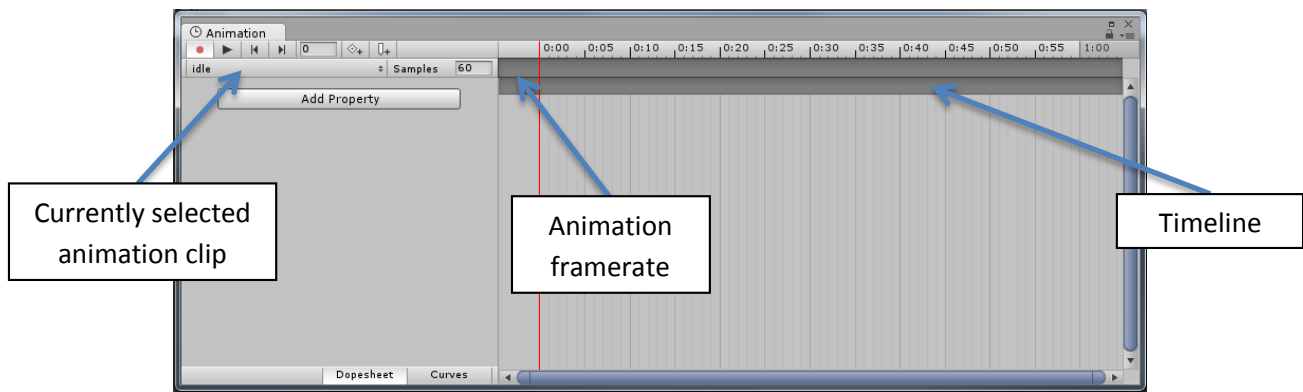 Animation
0
0:00 0:05 0:10 0:15 0:20 0:25 0:30 0:35 0:40 0:45 0:50 0:55 1:00
idle Samples 60
Add Property
Currently selected
animation clip
Animation
framerate
Timeline
Dopesheet Curves